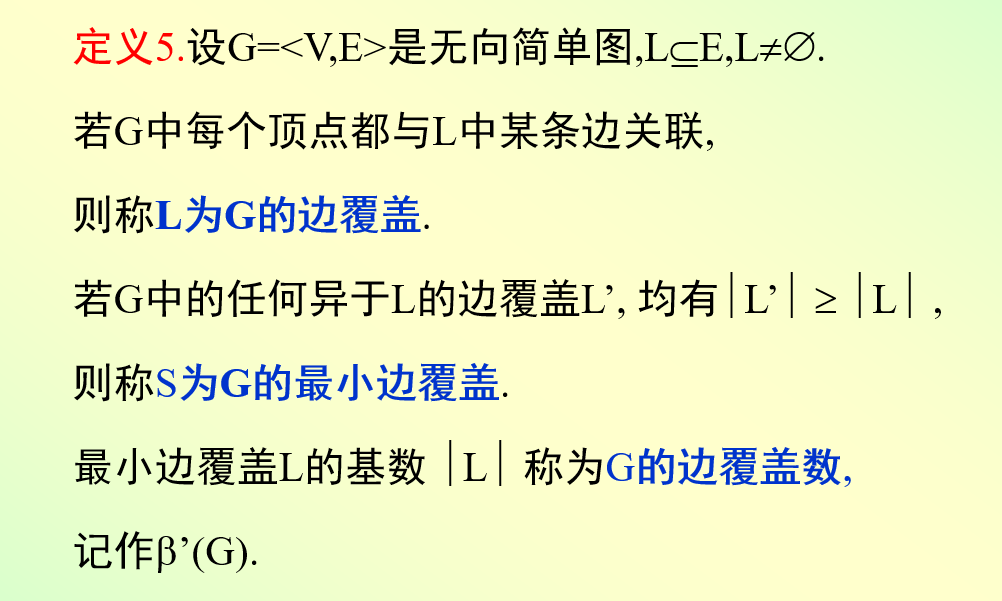 定义5.设G=<V,E>是无向简单图,L⊆E,L≠∅.
若G中每个顶点都与L中某条边关联,
则称L为G的边覆盖.
若G中的任何异于L的边覆盖L’, 均有|L’| ≥ |L| ,
则称S为G的最小边覆盖.
最小边覆盖L的基数 |L| 称为G的边覆盖数,
记作β’(G).